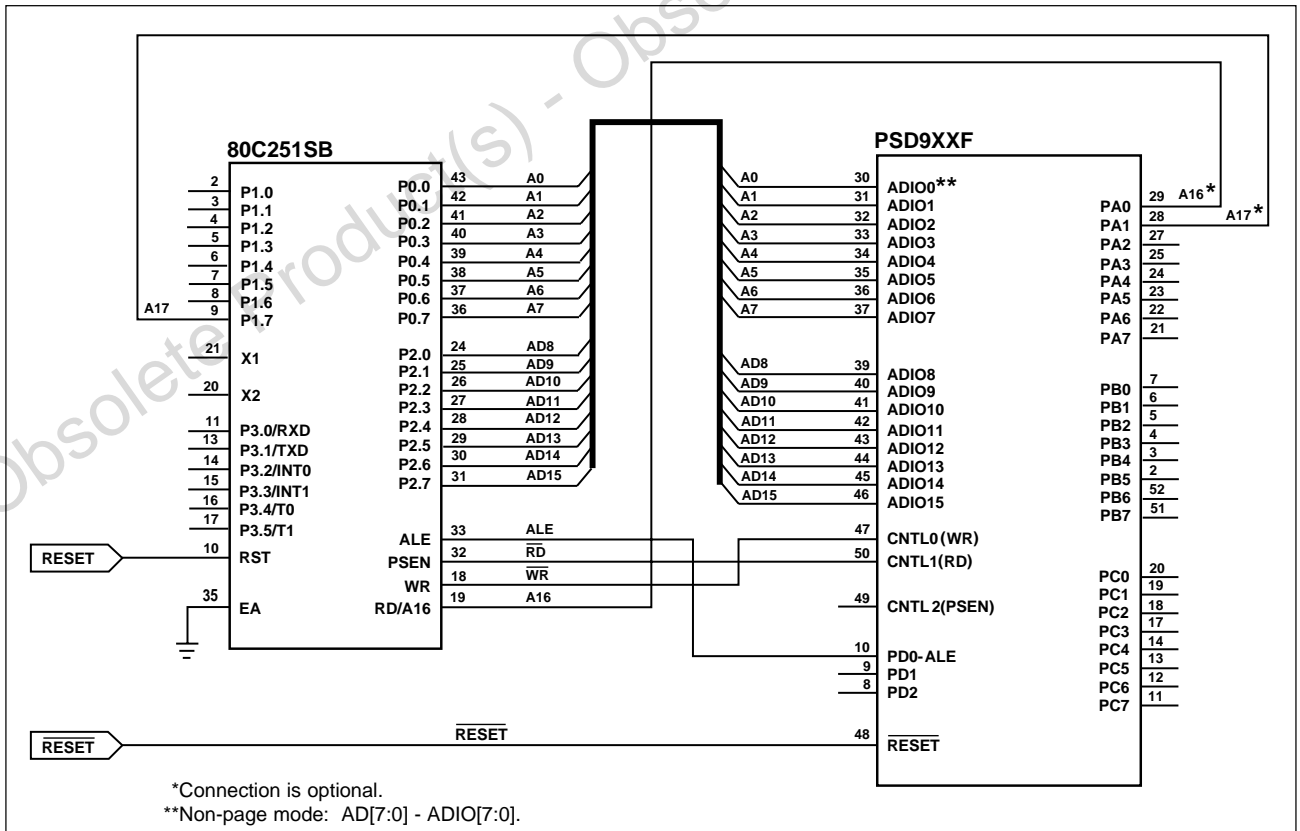 Obsolete Product(s) - Obso
80C251SB
2 P1.0
3 P1.1
4 P1.2
5 P1.3
6 P1.4
7 P1.5
8 P1.6
A17 9 P1.7
21 X1
20 X2
11 P3.0/RXD
13 P3.1/TXD
14 P3.2/INT0
15 P3.3/INT1
16 P3.4/T0
17 P3.5/T1
RESET 10 RST
35 EA
P0.0 43 A0
P0.1 42 A1
P0.2 41 A2
P0.3 40 A3
P0.4 39 A4
P0.5 38 A5
P0.6 37 A6
P0.7 36 A7
P2.0 24 AD8
P2.1 25 AD9
P2.2 26 AD10
P2.3 27 AD11
P2.4 28 AD12
P2.5 29 AD13
P2.6 30 AD14
P2.7 31 AD15
ALE 33 ALE
PSEN 32 RD
WR 18 WR
RD/A16 19 A16
PSD9XXF
A0 30 ADIO0**
A1 31 ADIO1
A2 32 ADIO2
A3 33 ADIO3
A4 34 ADIO4
A5 35 ADIO5
A6 36 ADIO6
A7 37 ADIO7
AD8 39 ADIO8
AD9 40 ADIO9
AD10 41 ADIO10
AD11 42 ADIO11
AD12 43 ADIO12
AD13 44 ADIO13
AD14 45 ADIO14
AD15 46 ADIO15
47 CNTL0(WR)
50 CNTL1(RD)
49 CNTL 2(PSEN)
10 PD0-ALE
9 PD1
8 PD2
48 RESET
PA0 29 A16*
PA1 28 A17*
PA2 27
PA3 25
PA4 24
PA5 23
PA6 22
PA7 21
PB0 7
PB1 6
PB2 5
PB3 4
PB4 3
PB5 2
PB6 52
PB7 51
PC0 20
PC1 19
PC2 18
PC3 17
PC4 14
PC5 13
PC6 12
PC7 11
RESET RESET
*Connection is optional.
**Non-page mode: AD[7:0] - ADIO[7:0].